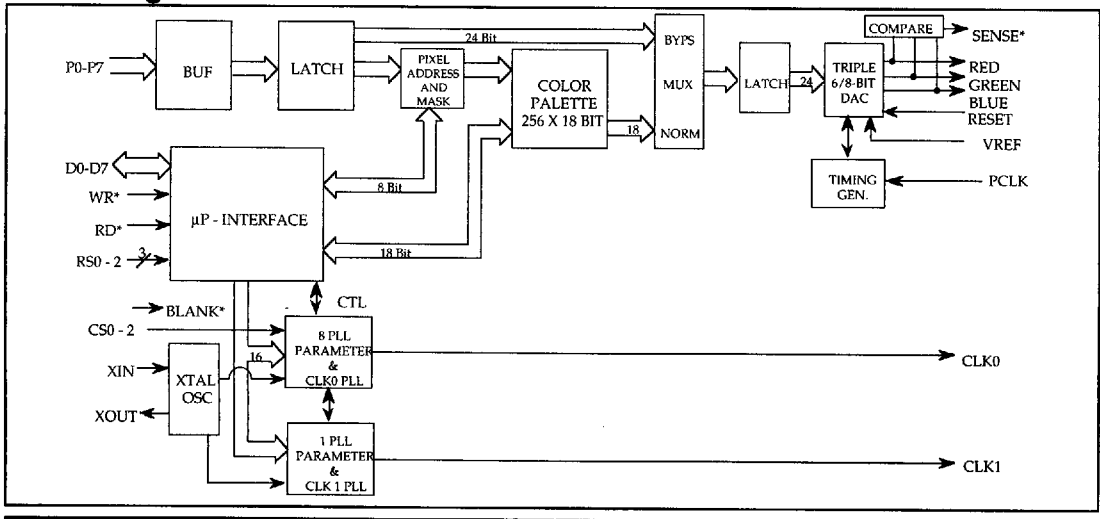 COMPARE
SENSE*
24 Bit
BYPS
P0-P7
BUF
LATCH
PIXEL
ADDRESS
AND
MASK
COLOR
PALETTE
256 X 18 BIT
MUX
LATCH
24
TRIPLE
6/8-BIT
DAC
RED
GREEN
BLUE
RESET
18
NORM
VREF
D0-D7
WR*
RD*
RS0 - 2
3
µP - INTERFACE
8 Bit
18 Bit
TIMING
GEN.
PCLK
BLANK*
CTL
CS0 - 2
8 PLL
PARAMETER
&
CLK0 PLL
16
CLK0
XIN
XOUT
XTAL
OSC
1 PLL
PARAMETER
&
CLK 1 PLL
CLK1